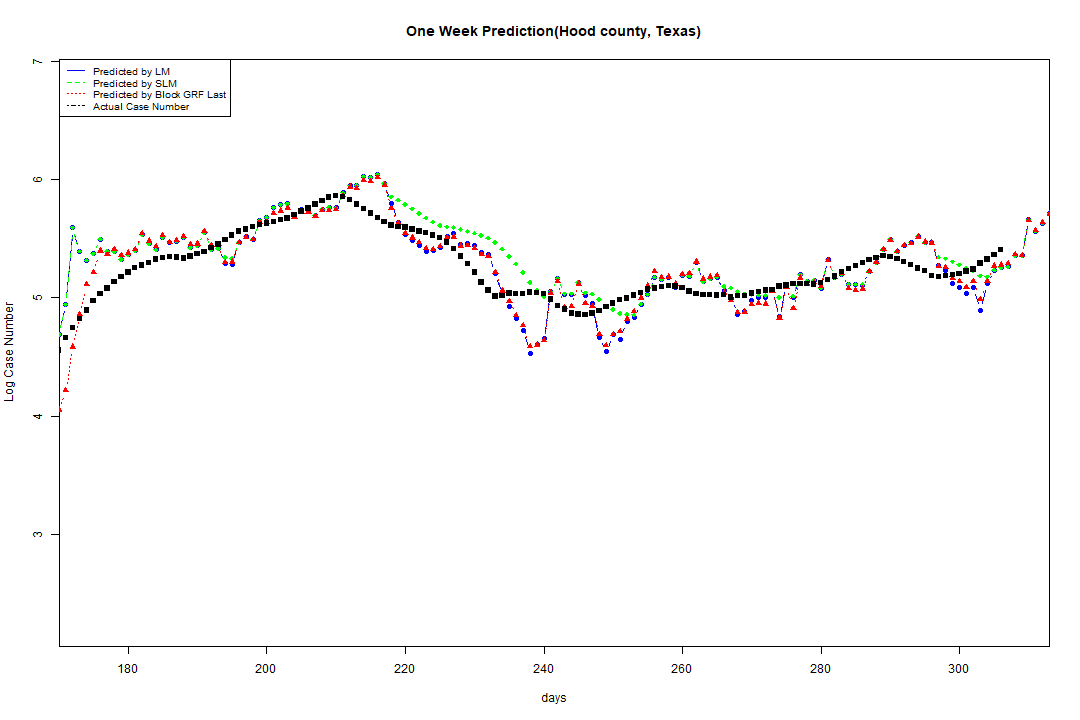 One Week Prediction(Hood county, Texas)
7
Predicted by LM
Predicted by SLM
Predicted by Block GRF Last
Actual Case Number
6
5
4
3
Log Case Number
180 200 220 240 260 280 300
days